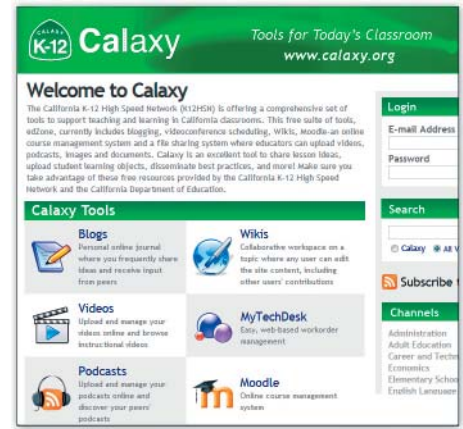 CALAXY
K-12
Calaxy
Tools for Today's Classroom
www.calaxy.org
Welcome to Calaxy
The California K-12 High Speed Network (K12HSN) is offering a comprehensive set of
tools to support teaching and learning in California classrooms. This free suite of tools,
edZone, currently includes blogging, videoconference scheduling, Wikis, Moodle-an online
course management system and a file sharing system where educators can upload videos,
podcasts, images and documents. Calaxy is an excellent tool to share lesson ideas,
upload student learning objects, disseminate best practices, and more! Make sure you
take advantage of these free resources provided by the California K-12 High Speed
Network and the California Department of Education.
Calaxy Tools
Blogs
Personal online journal
where you frequently share
ideas and receive input
from peers
Wikis
Collaborative workspace on a
topic where any user can edit
the site content, including
other users' contributions
Videos
Upload and manage your
videos online and browse
instructional videos
MyTechDesk
Easy, web-based workorder
management
Podcasts
Upload and manage your
podcasts online and
discover your peers'
podcasts
Moodle
Online course management
system
Login
E-mail Address
Password
Search
Calaxy
All
Subscribe
Channels
Administration
Adult Education
Career and Techn
Economics
Elementary Schoo
English Language